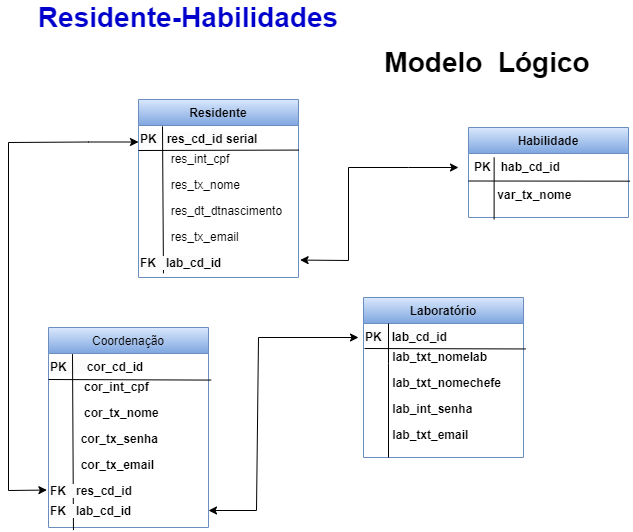 Residente-Habilidades
Modelo Lógico
Residente
PK res_cd_id serial
res_int_cpf
res_tx_nome
res_dt_dtnascimento
res_tx_email
FK lab_cd_id
Habilidade
PK hab_cd_id
var_tx_nome
Coordenação
PK cor_cd_id
cor_int_cpf
cor_tx_nome
cor_tx_senha
cor_tx_email
FK res_cd_id
FK lab_cd_id
Laboratório
PK lab_cd_id
lab_txt_nomelab
lab_txt_nomechefe
lab_int_senha
lab_txt_email